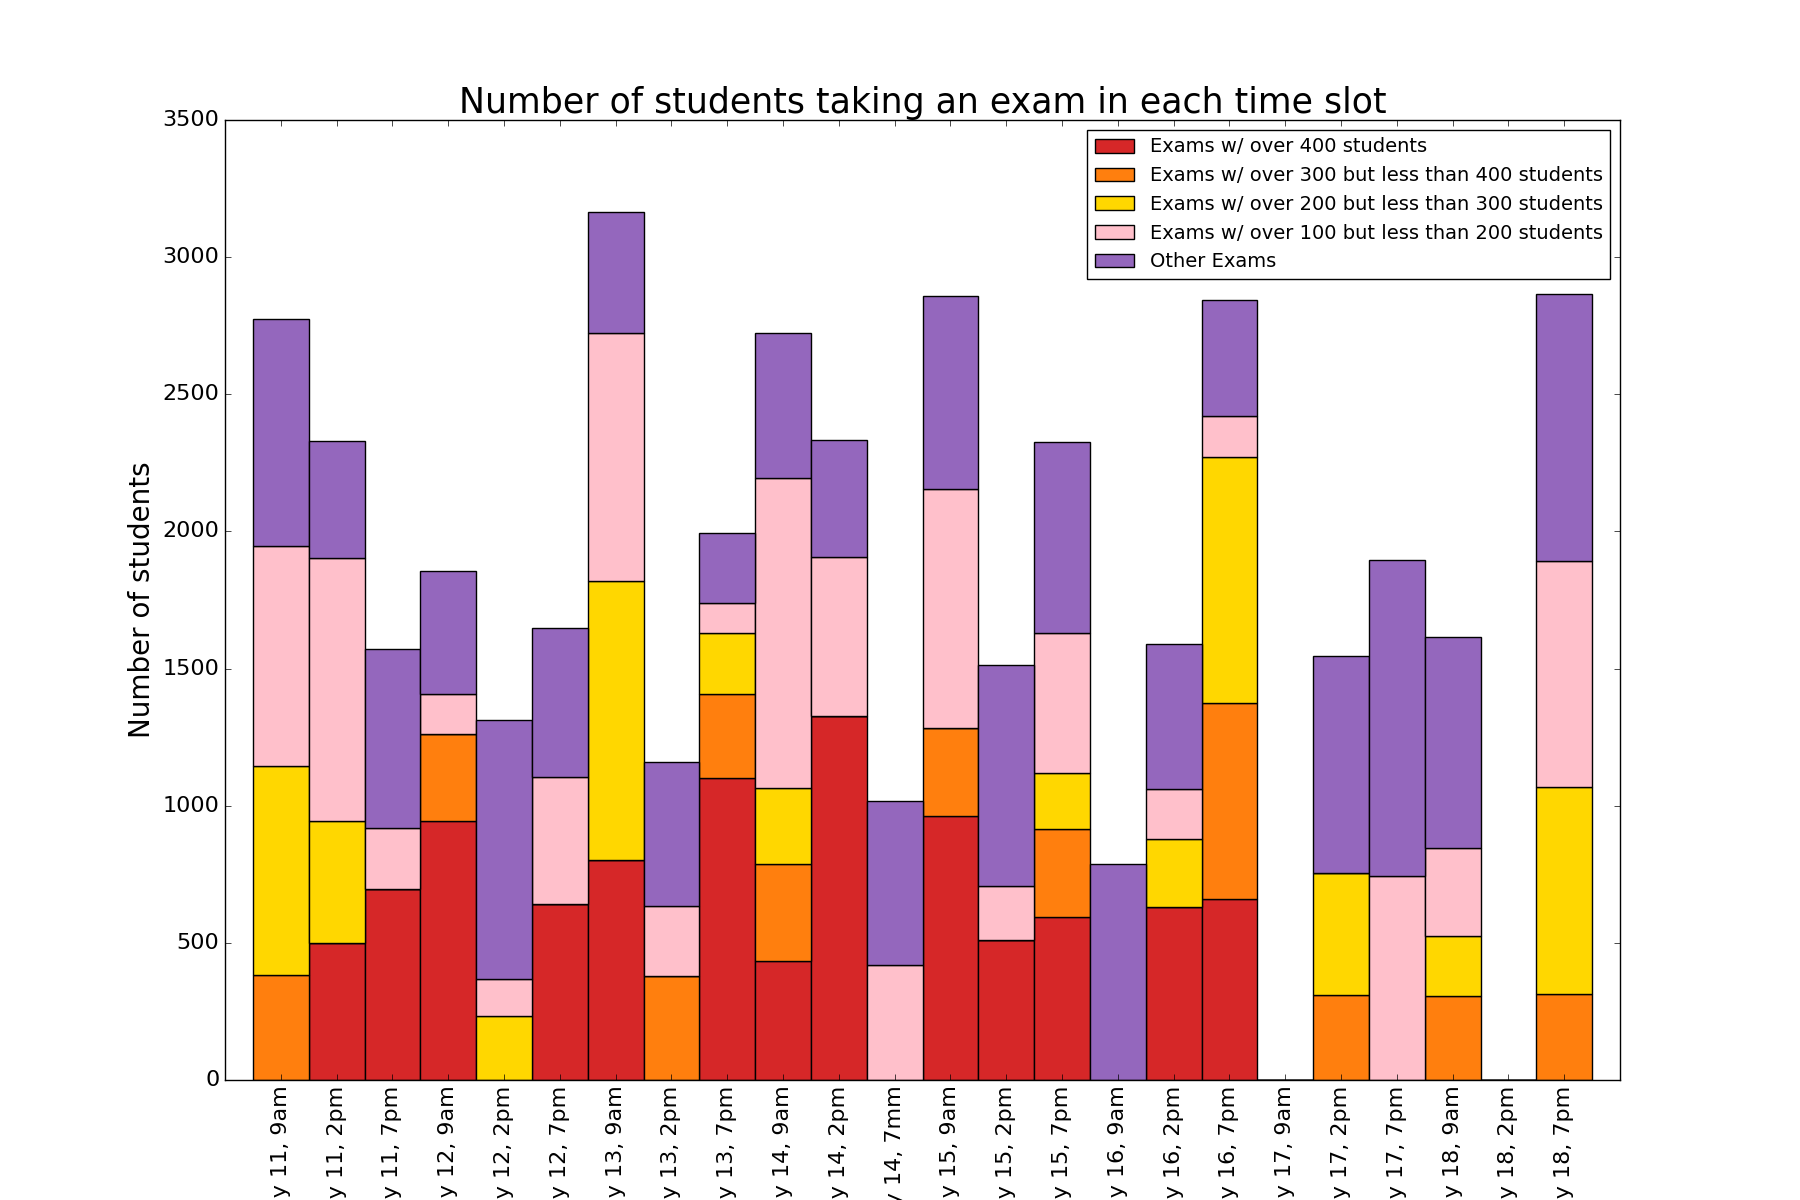 Number of students taking an exam in each time slot
Exams w/ over 400 students
Exams w/ over 300 but less than 400 students
Exams w/ over 200 but less than 300 students
Exams w/ over 100 but less than 200 students
Other Exams
Number of students
3500
3000
2500
2000
1500
1000
500
0
y 11, 9am
y 11, 2pm
y 11, 7pm
y 12, 9am
y 12, 2pm
y 12, 7pm
y 13, 9am
y 13, 2pm
y 13, 7pm
y 14, 9am
y 14, 2pm
y 14, 7mm
y 15, 9am
y 15, 2pm
y 15, 7pm
y 16, 9am
y 16, 2pm
y 16, 7pm
y 17, 9am
y 17, 2pm
y 17, 7pm
y 18, 9am
y 18, 2pm
y 18, 7pm